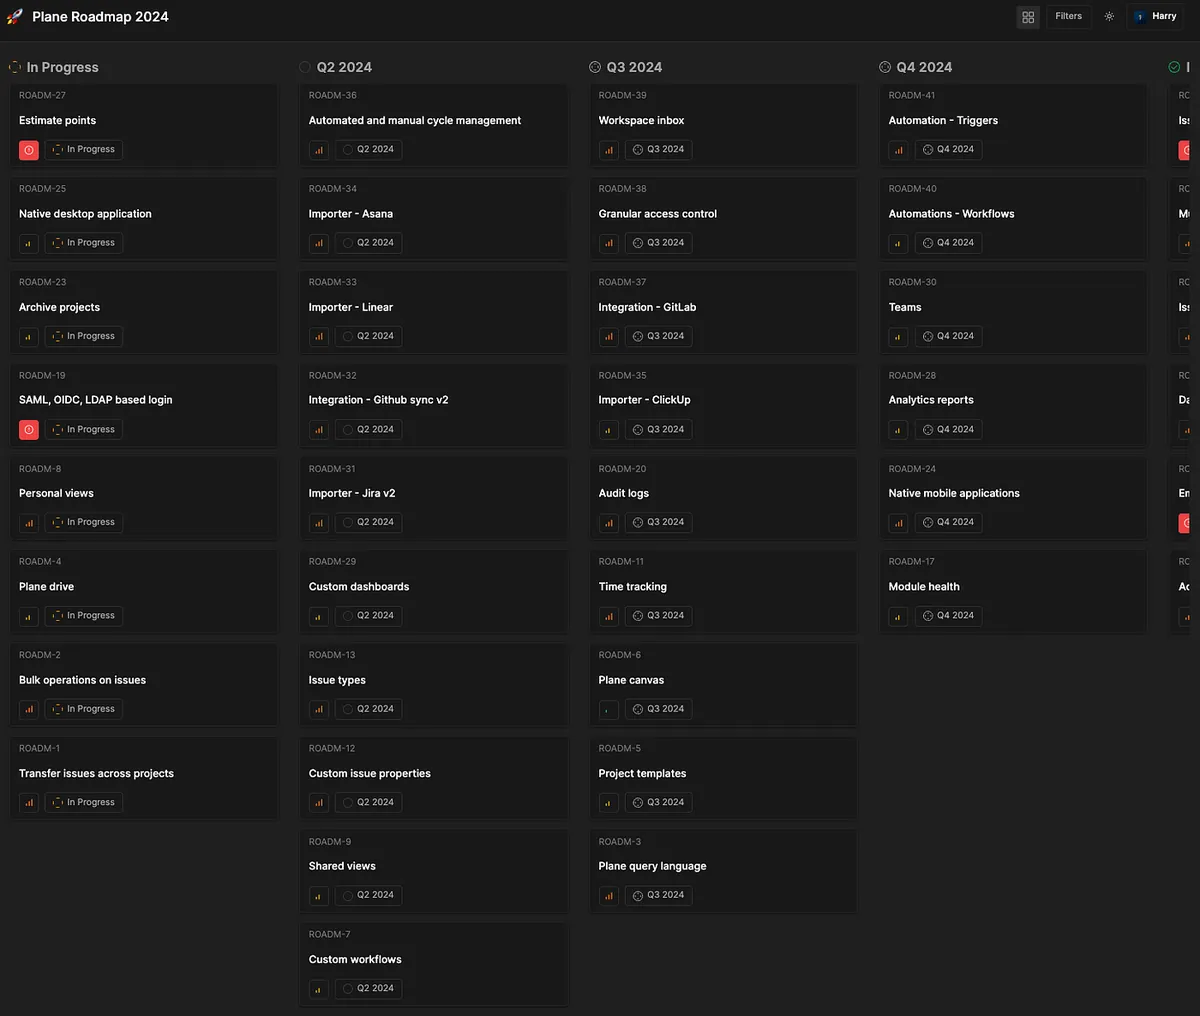 Plane Roadmap 2024
Filters
Harry
In Progress
ROADM-27
Estimate points
In Progress
ROADM-25
Native desktop application
In Progress
ROADM-23
Archive projects
In Progress
ROADM-19
SAML, OIDC, LDAP based login
In Progress
ROADM-8
Personal views
In Progress
ROADM-4
Plane drive
In Progress
ROADM-2
Bulk operations on issues
In Progress
ROADM-1
Transfer issues across projects
In Progress
Q2 2024
ROADM-36
Automated and manual cycle management
Q2 2024
ROADM-34
Importer - Asana
Q2 2024
ROADM-33
Importer - Linear
Q2 2024
ROADM-32
Integration - Github sync v2
Q2 2024
ROADM-31
Importer - Jira v2
Q2 2024
ROADM-29
Custom dashboards
Q2 2024
ROADM-13
Issue types
Q2 2024
ROADM-12
Custom issue properties
Q2 2024
ROADM-9
Shared views
Q2 2024
ROADM-7
Custom workflows
Q2 2024
Q3 2024
ROADM-39
Workspace inbox
Q3 2024
ROADM-38
Granular access control
Q3 2024
ROADM-37
Integration - GitLab
Q3 2024
ROADM-35
Importer - ClickUp
Q3 2024
ROADM-20
Audit logs
Q3 2024
ROADM-11
Time tracking
Q3 2024
ROADM-6
Plane canvas
Q3 2024
ROADM-5
Project templates
Q3 2024
ROADM-3
Plane query language
Q3 2024
Q4 2024
ROADM-41
Automation - Triggers
Q4 2024
ROADM-40
Automations - Workflows
Q4 2024
ROADM-30
Teams
Q4 2024
ROADM-28
Analytics reports
Q4 2024
ROADM-24
Native mobile applications
Q4 2024
ROADM-17
Module health
Q4 2024